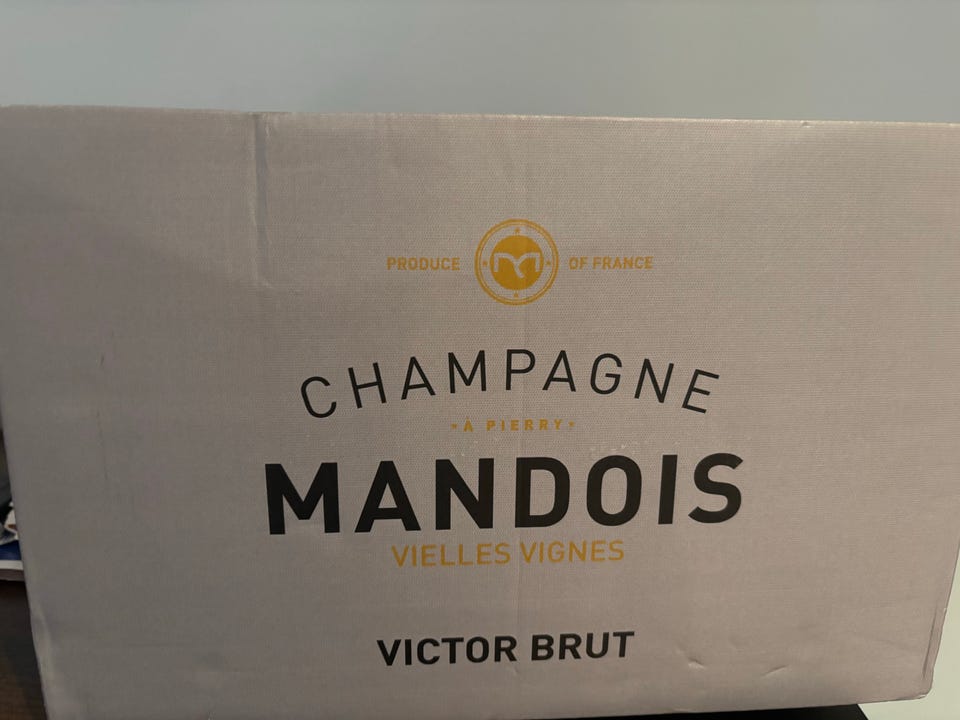 PRODUCE M OF FRANCE
CHAMPAGNE
À PIERRY
MANDOIS
VIELLES VIGNES
VICTOR BRUT